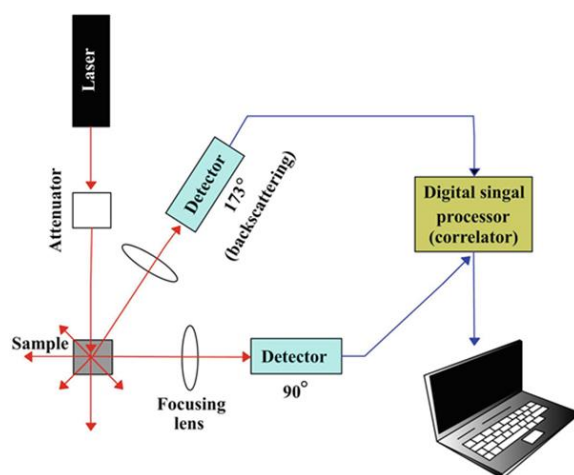 Laser
Attenuator
Sample
Detector
173°
(backscattering)
Focusing
lens
Detector
90°
Digital singal
processor
(correlator)